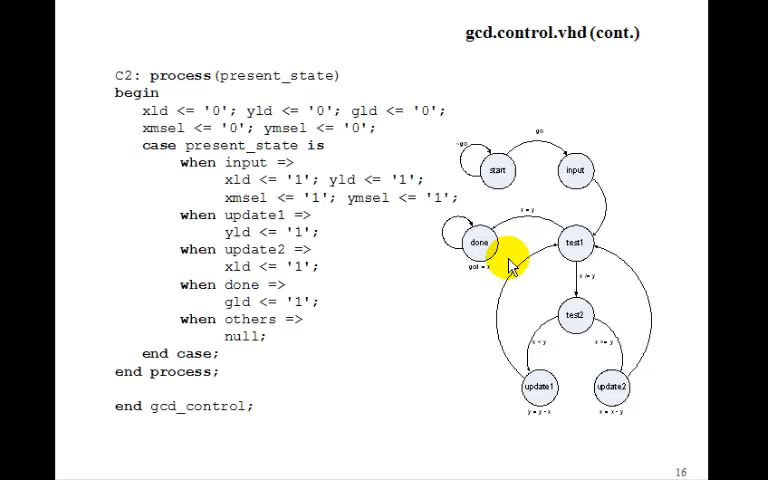 gcd.control.vhd (cont.)
C2: process(present_state)
begin
xld <= '0'; yld <= '0'; gld <= '0';
xmsel <= '0'; ymsel <= '0';
case present_state is
when input =>
xld <= '1'; yld <= '1';
xmsel <= '1'; ymsel <= '1';
when update1 =>
yld <= '1';
when update2 =>
xld <= '1';
when done =>
gld <= '1';
when others =>
null;
end case;
end process;
end gcd_control;
go
~go
start
input
x = y
done
test1
gcd = x
x /= y
test2
x < y
update1
update2
y = y - x
x = x - y
16